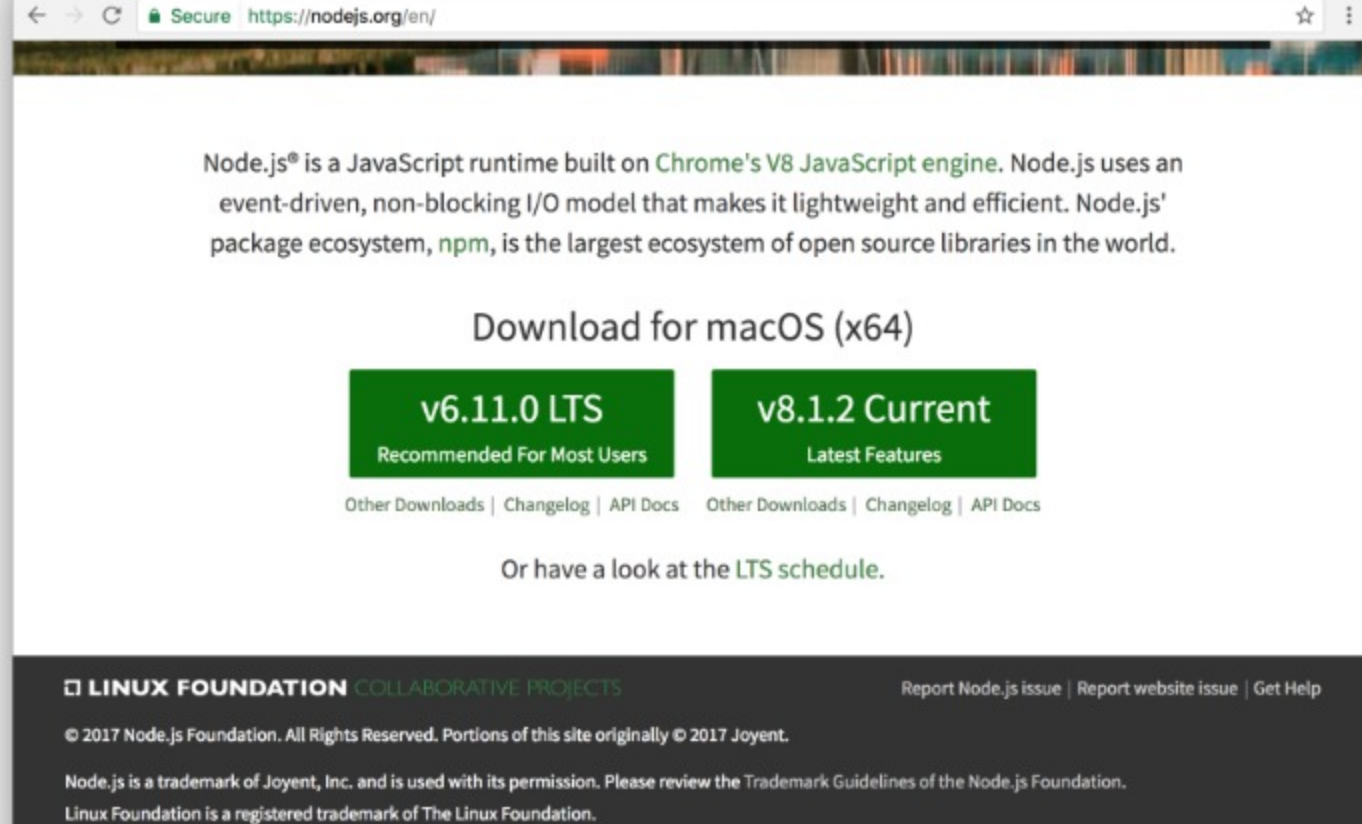 Secure https://nodejs.org/en/
Node.js® is a JavaScript runtime built on Chrome's V8 JavaScript engine. Node.js uses an
event-driven, non-blocking I/O model that makes it lightweight and efficient. Node.js'
package ecosystem, npm, is the largest ecosystem of open source libraries in the world.
Download for macOS (x64)
v6.11.0 LTS
Recommended For Most Users
v8.1.2 Current
Latest Features
Other Downloads | Changelog | API Docs
Other Downloads | Changelog | API Docs
Or have a look at the LTS schedule.
LINUX FOUNDATION COLLABORATIVE PROJECTS
Report Node.js issue | Report website issue | Get Help
© 2017 Node.js Foundation. All Rights Reserved. Portions of this site originally © 2017 Joyent.
Node.js is a trademark of Joyent, Inc. and is used with its permission. Please review the Trademark Guidelines of the Node.js Foundation.
Linux Foundation is a registered trademark of The Linux Foundation.